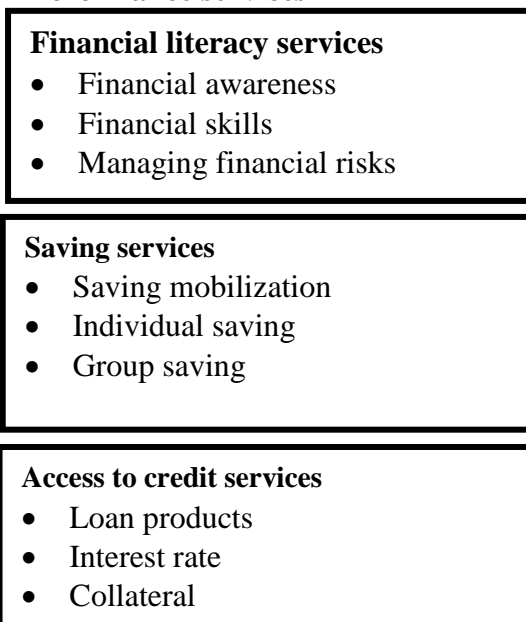 Financial literacy services
• Financial awareness
• Financial skills
• Managing financial risks
Saving services
• Saving mobilization
• Individual saving
• Group saving
Access to credit services
• Loan products
• Interest rate
• Collateral